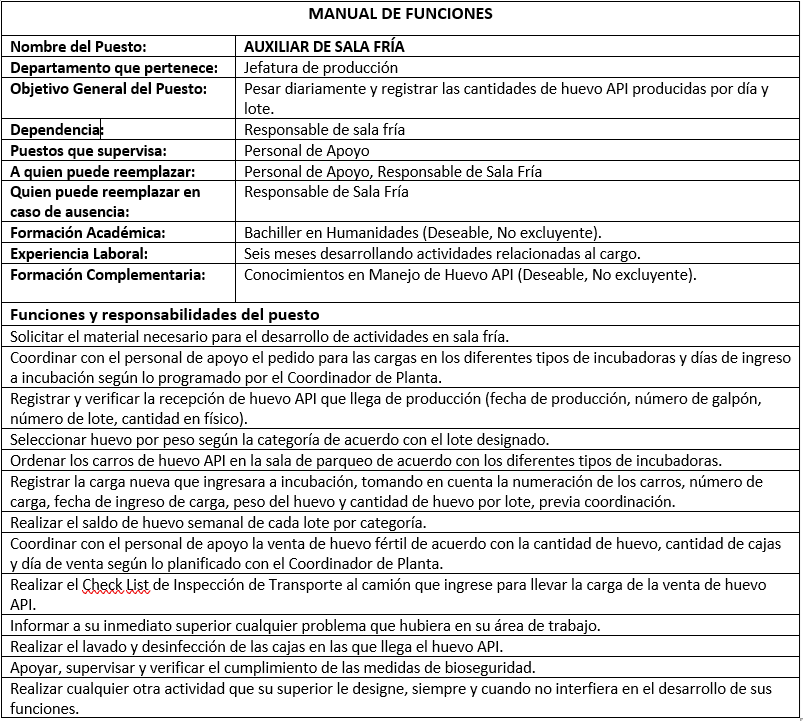 MANUAL DE FUNCIONES
Nombre del Puesto: AUXILIAR DE SALA FRÍA
Departamento que pertenece: Jefatura de producción
Objetivo General del Puesto: Pesar diariamente y registrar las cantidades de huevo API producidas por día y
lote.
Dependencia: Responsable de sala fría
Puestos que supervisa: Personal de Apoyo
A quien puede reemplazar: Personal de Apoyo, Responsable de Sala Fría
Quien puede reemplazar en Responsable de Sala Fría
caso de ausencia:
Formación Académica: Bachiller en Humanidades (Deseable, No excluyente).
Experiencia Laboral: Seis meses desarrollando actividades relacionadas al cargo.
Formación Complementaria: Conocimientos en Manejo de Huevo API (Deseable, No excluyente).
Funciones y responsabilidades del puesto
Solicitar el material necesario para el desarrollo de actividades en sala fría.
Coordinar con el personal de apoyo el pedido para las cargas en los diferentes tipos de incubadoras y días de ingreso
a incubación según lo programado por el Coordinador de Planta.
Registrar y verificar la recepción de huevo API que llega de producción (fecha de producción, número de galpón,
número de lote, cantidad en físico).
Seleccionar huevo por peso según la categoría de acuerdo con el lote designado.
Ordenar los carros de huevo API en la sala de parqueo de acuerdo con los diferentes tipos de incubadoras.
Registrar la carga nueva que ingresara a incubación, tomando en cuenta la numeración de los carros, número de
carga, fecha de ingreso de carga, peso del huevo y cantidad de huevo por lote, previa coordinación.
Realizar el saldo de huevo semanal de cada lote por categoría.
Coordinar con el personal de apoyo la venta de huevo fértil de acuerdo con la cantidad de huevo, cantidad de cajas
y día de venta según lo planificado con el Coordinador de Planta.
Realizar el Check List de Inspección de Transporte al camión que ingrese para llevar la carga de la venta de huevo
API.
Informar a su inmediato superior cualquier problema que hubiera en su área de trabajo.
Realizar el lavado y desinfección de las cajas en las que llega el huevo API.
Apoyar, supervisar y verificar el cumplimiento de las medidas de bioseguridad.
Realizar cualquier otra actividad que su superior le designe, siempre y cuando no interfiera en el desarrollo de sus
funciones.